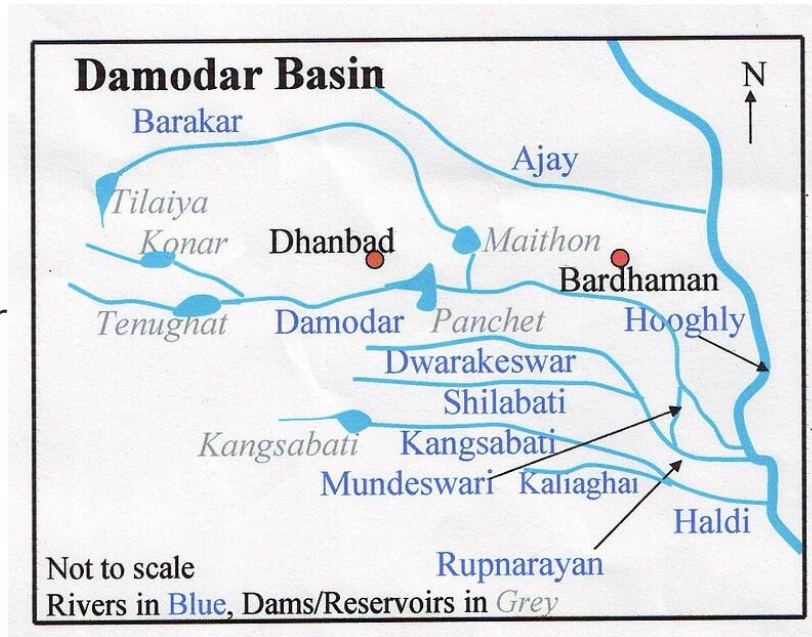 Damodar Basin
N
Barakar
Ajay
Tilaiya
Konar
Dhanbad
Maithon
Bardhaman
Tenughat
Damodar
Panchet
Hooghly
Dwarakeswar
Shilabati
Kangsabati
Kangsabati
Mundeswari
Kaliaghai
Haldi
Rupnarayan
Not to scale
Rivers in Blue, Dams/Reservoirs in Grey